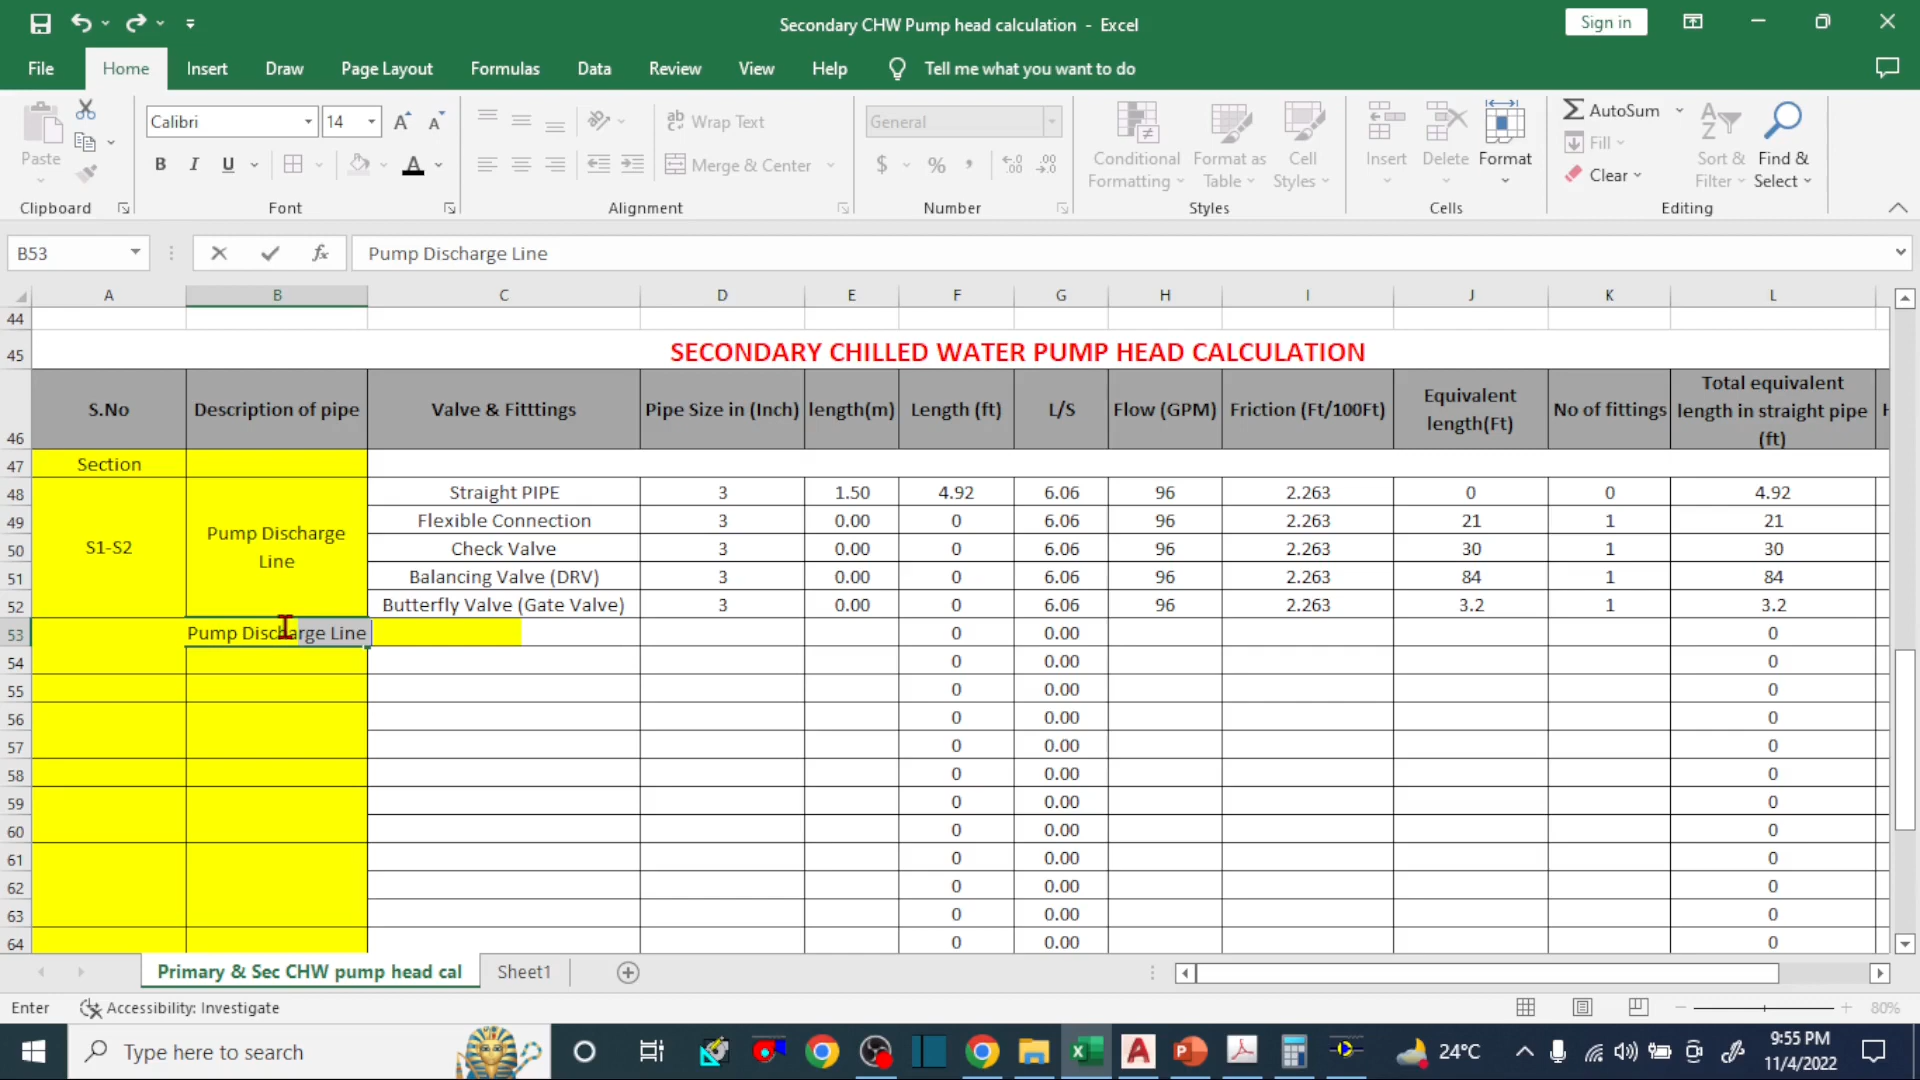 Secondary CHW Pump head calculation - Excel
Sign in
File Home Insert Draw Page Layout Formulas Data Review View Help Tell me what you want to do
Paste
Clipboard
Calibri 14
B I U A
Font
ab Wrap Text
Merge & Center
Alignment
General
$ % ,
Number
Conditional Formatting
Format as Table
Cell Styles
Styles
Insert Delete Format
Cells
AutoSum
Fill
Clear
Sort & Filter
Find & Select
Editing
B53 fx Pump Discharge Line
A B C D E F G H I J K L
44
45 SECONDARY CHILLED WATER PUMP HEAD CALCULATION
46 S.No Description of pipe Valve & Fitttings Pipe Size in (Inch) length(m) Length (ft) L/S Flow (GPM) Friction (Ft/100Ft) Equivalent length(Ft) No of fittings Total equivalent length in straight pipe (ft)
47 Section
48 Straight PIPE 3 1.50 4.92 6.06 96 2.263 0 0 4.92
49 Flexible Connection 3 0.00 0 6.06 96 2.263 21 1 21
S1-S2 Pump Discharge Line
50 Check Valve 3 0.00 0 6.06 96 2.263 30 1 30
51 Balancing Valve (DRV) 3 0.00 0 6.06 96 2.263 84 1 84
52 Butterfly Valve (Gate Valve) 3 0.00 0 6.06 96 2.263 3.2 1 3.2
53 Pump Discharge Line 0 0.00 0
54 0 0.00 0
55 0 0.00 0
56 0 0.00 0
57 0 0.00 0
58 0 0.00 0
59 0 0.00 0
60 0 0.00 0
61 0 0.00 0
62 0 0.00 0
63 0 0.00 0
64 0 0.00 0
Primary & Sec CHW pump head cal Sheet1
Enter Accessibility: Investigate 80%
Type here to search
24°C
9:55 PM
11/4/2022